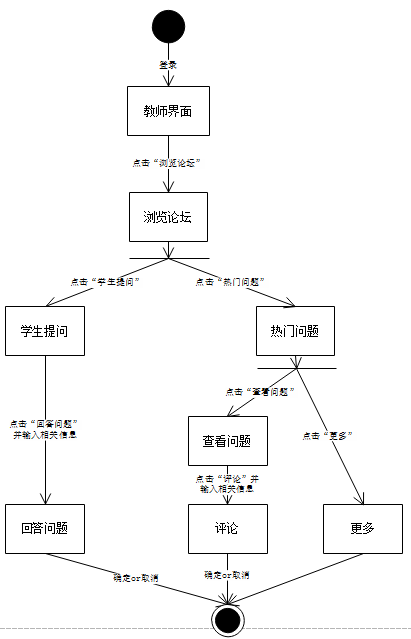 登录
教师界面
点击“浏览论坛”
浏览论坛
点击“学生提问”
点击“热门问题”
学生提问
热门问题
点击“查看问题”
点击“回答问题”
并输入相关信息
查看问题
点击“更多”
点击“评论”并
输入相关信息
回答问题
评论
更多
确定or取消
确定or取消